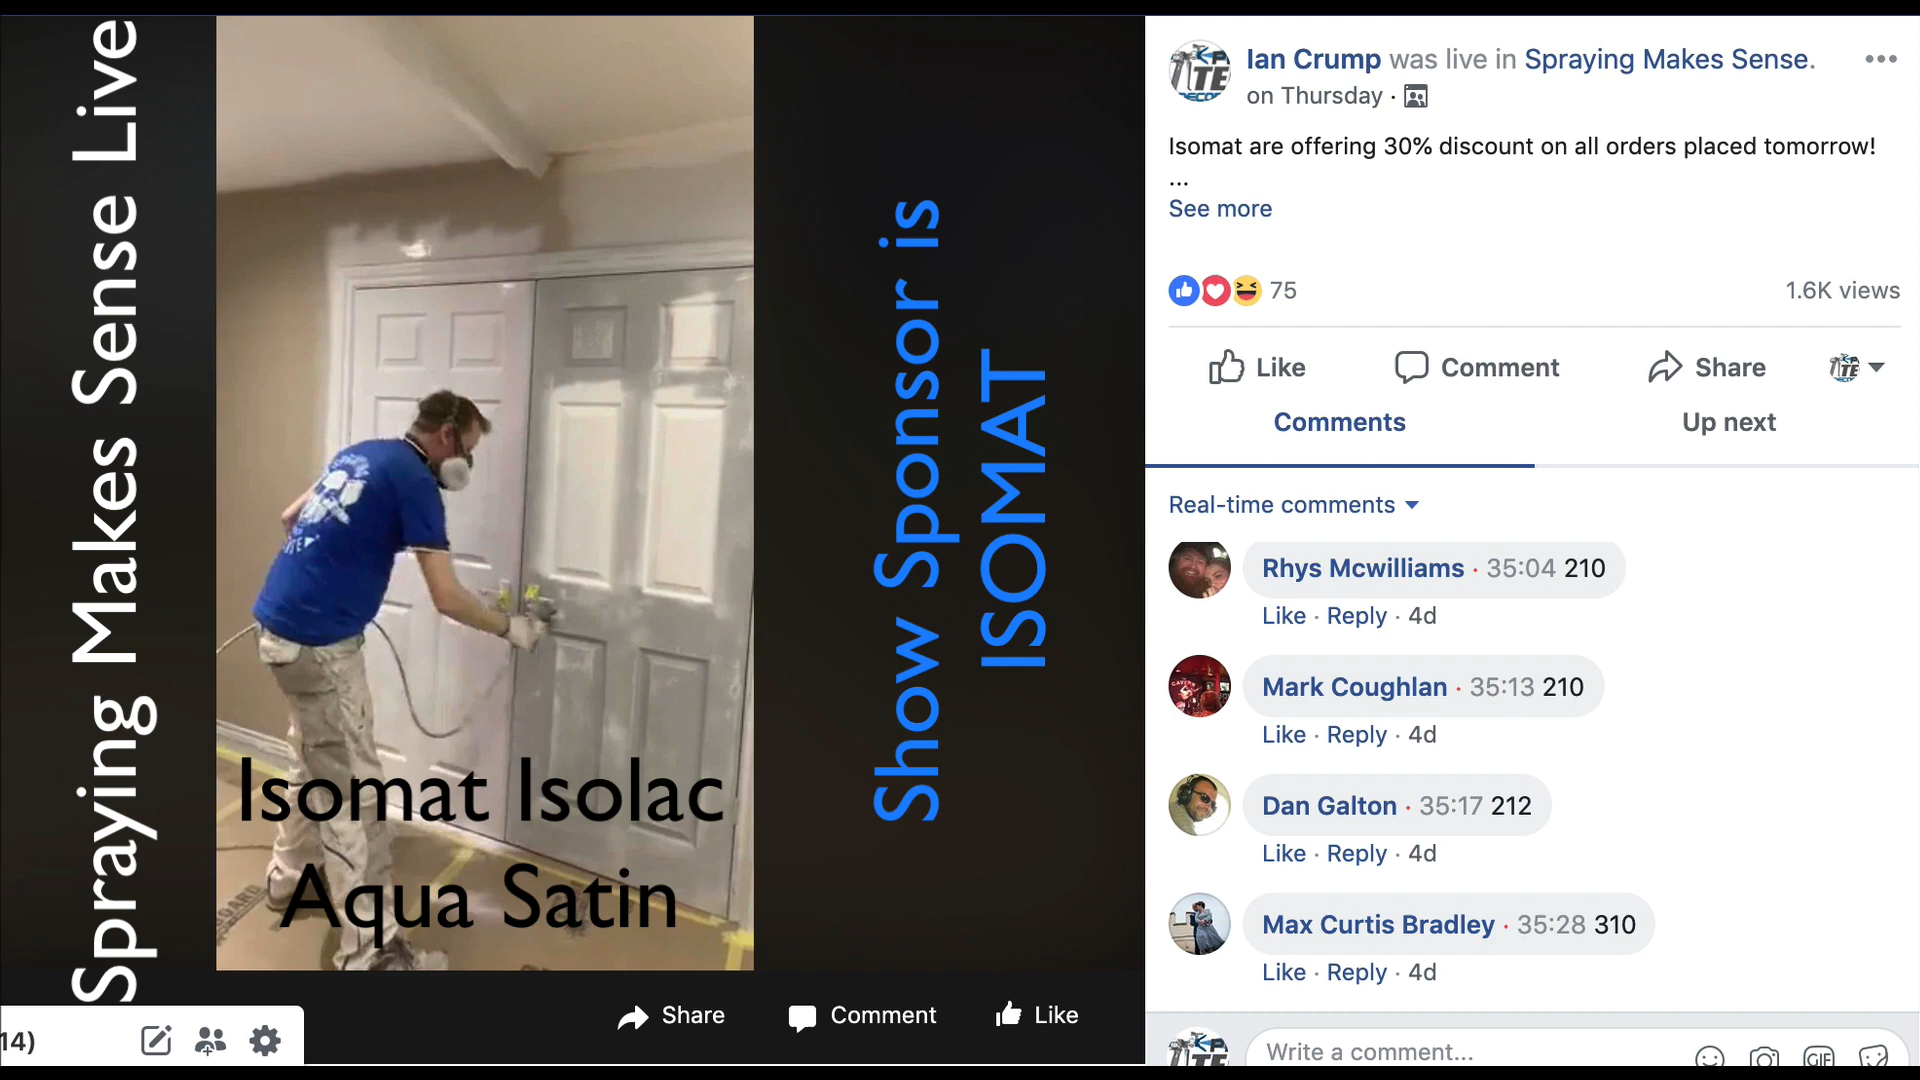 Spraying Makes Sense Live
Isomat Isolac
Aqua Satin
Show Sponsor is
ISOMAT
Share
Comment
Like
14)
Ian Crump was live in Spraying Makes Sense.
on Thursday ·
Isomat are offering 30% discount on all orders placed tomorrow!
...
See more
75
1.6K views
Like
Comment
Share
Comments
Up next
Real-time comments
Rhys Mcwilliams · 35:04 210
Like · Reply · 4d
Mark Coughlan · 35:13 210
Like · Reply · 4d
Dan Galton · 35:17 212
Like · Reply · 4d
Max Curtis Bradley · 35:28 310
Like · Reply · 4d
Write a comment...
GIF